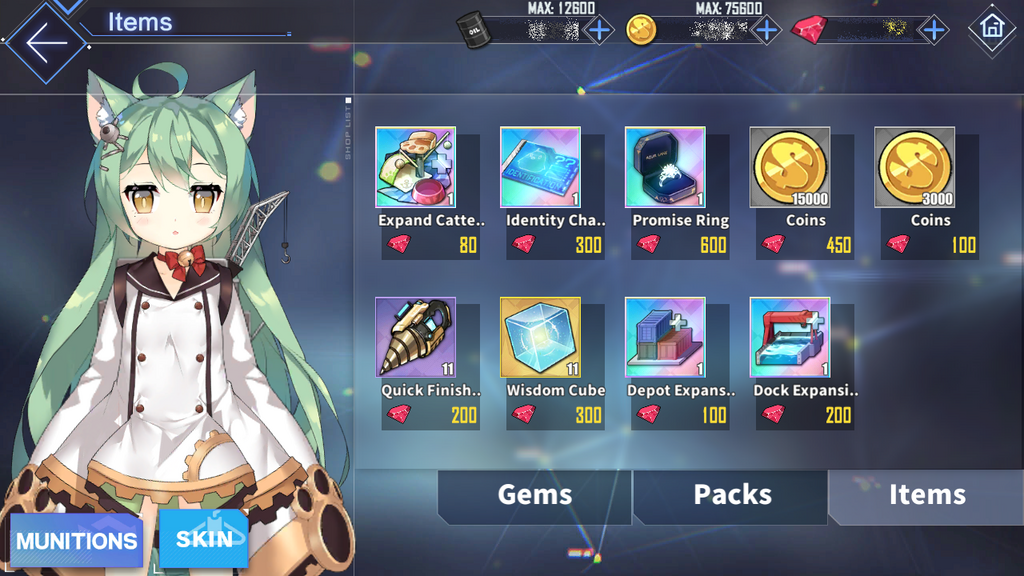 Items
MAX: 12600
MAX: 75600
OIL
SHOP LIST
1
1
1
15000
3000
Expand Catte..
Identity Cha..
Promise Ring
Coins
Coins
80
300
600
450
100
11
11
1
1
Quick Finish..
Wisdom Cube
Depot Expans..
Dock Expansi..
200
300
100
200
Gems
Packs
Items
MUNITIONS
SKIN